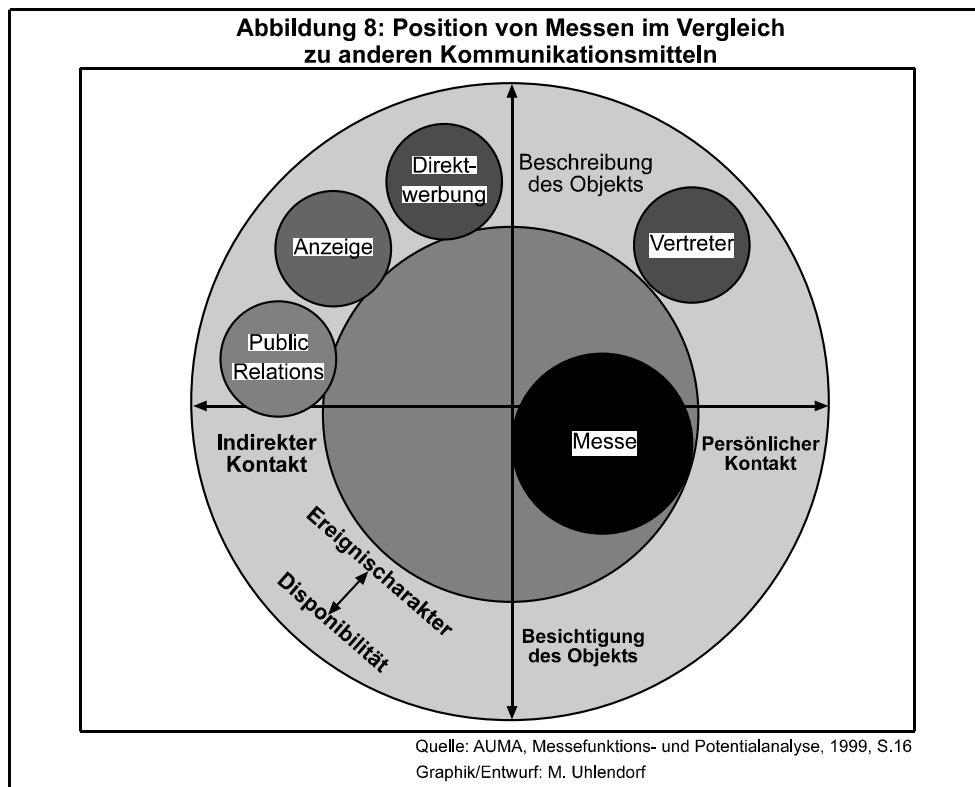 Abbildung 8: Position von Messen im Vergleich
zu anderen Kommunikationsmitteln
Direkt-
werbung
Beschreibung
des Objekts
Anzeige
Vertreter
Public
Relations
Messe
Indirekter
Kontakt
Persönlicher
Kontakt
Ereignischarakter
Disponibilität
Besichtigung
des Objekts
Quelle: AUMA, Messefunktions- und Potentialanalyse, 1999, S.16
Graphik/Entwurf: M. Uhlendorf